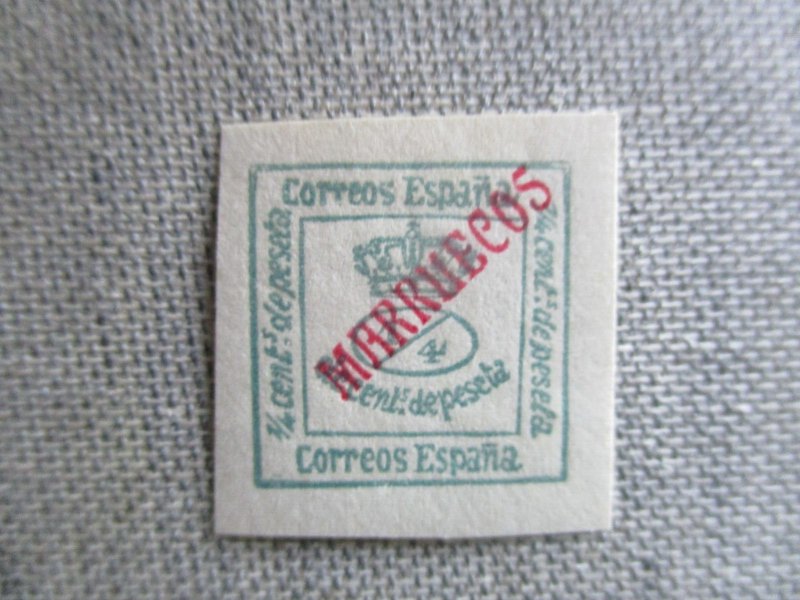 Correos España
¼ cent.s de peseta
¼ cent.s de peseta
MARRUECOS
4
cent.s de peseta
Correos España